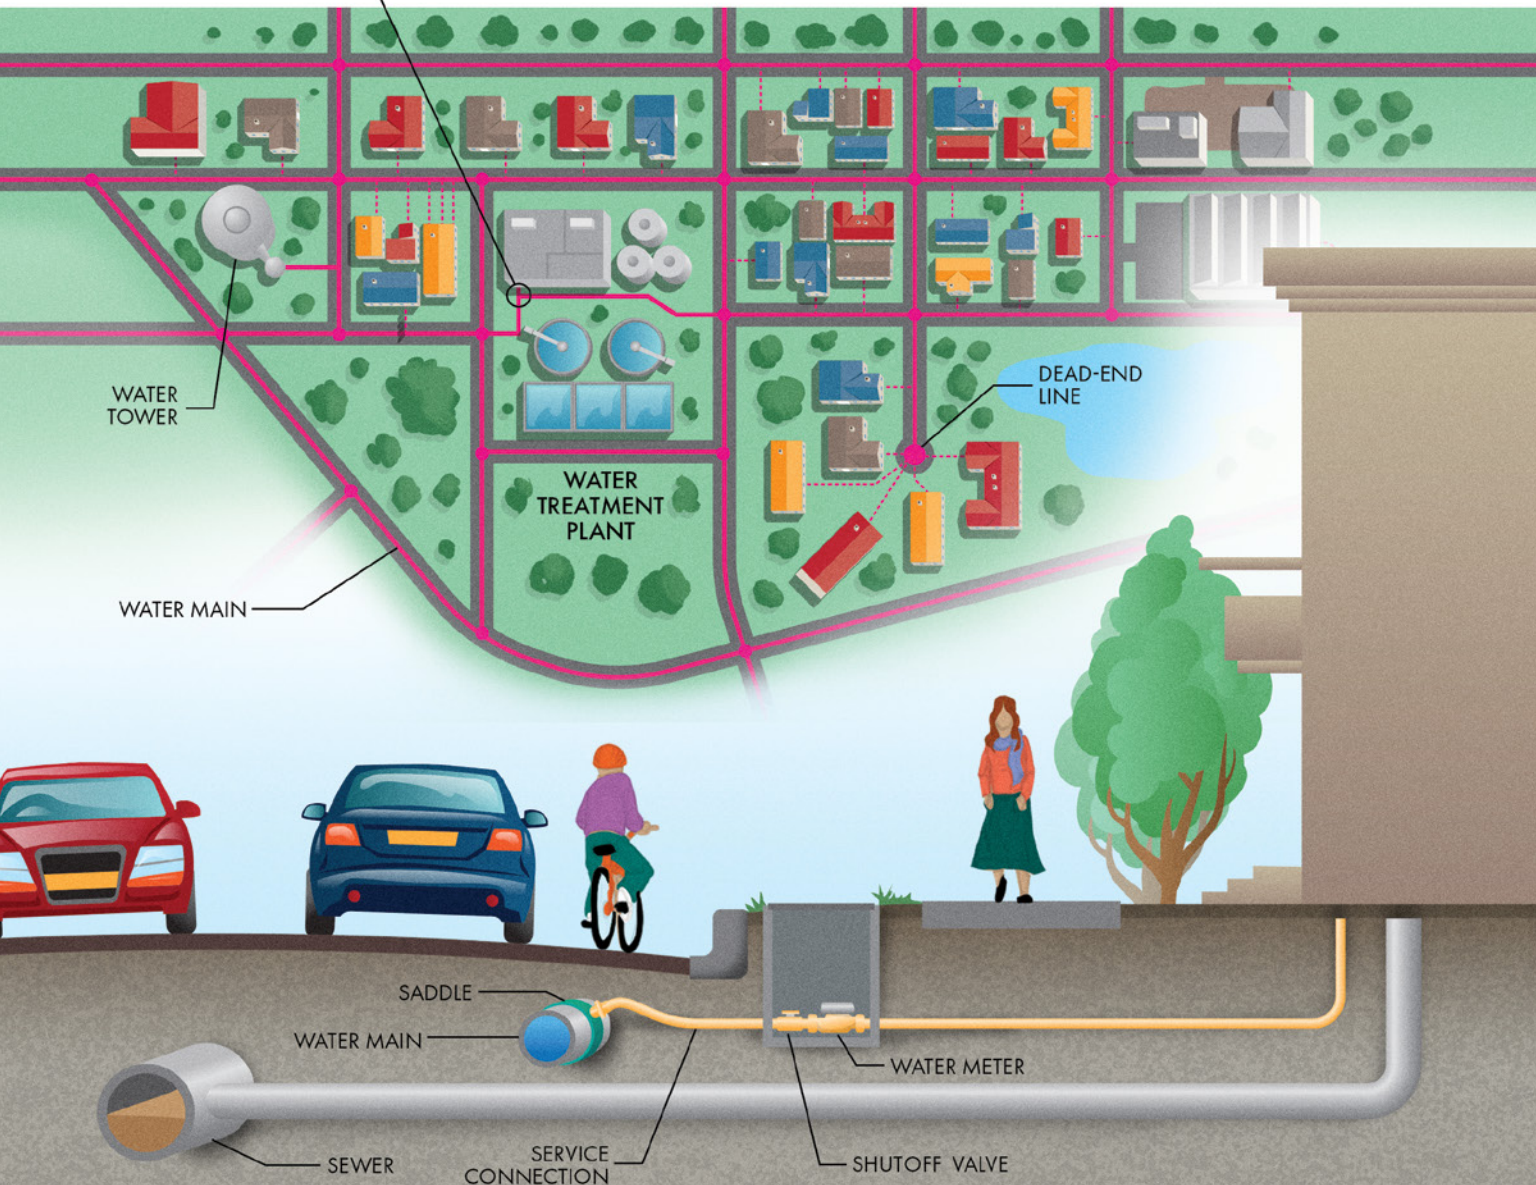 WATER
TOWER
DEAD-END
LINE
WATER
TREATMENT
PLANT
WATER MAIN
SADDLE
WATER MAIN
WATER METER
SERVICE
CONNECTION
SEWER
SHUTOFF VALVE